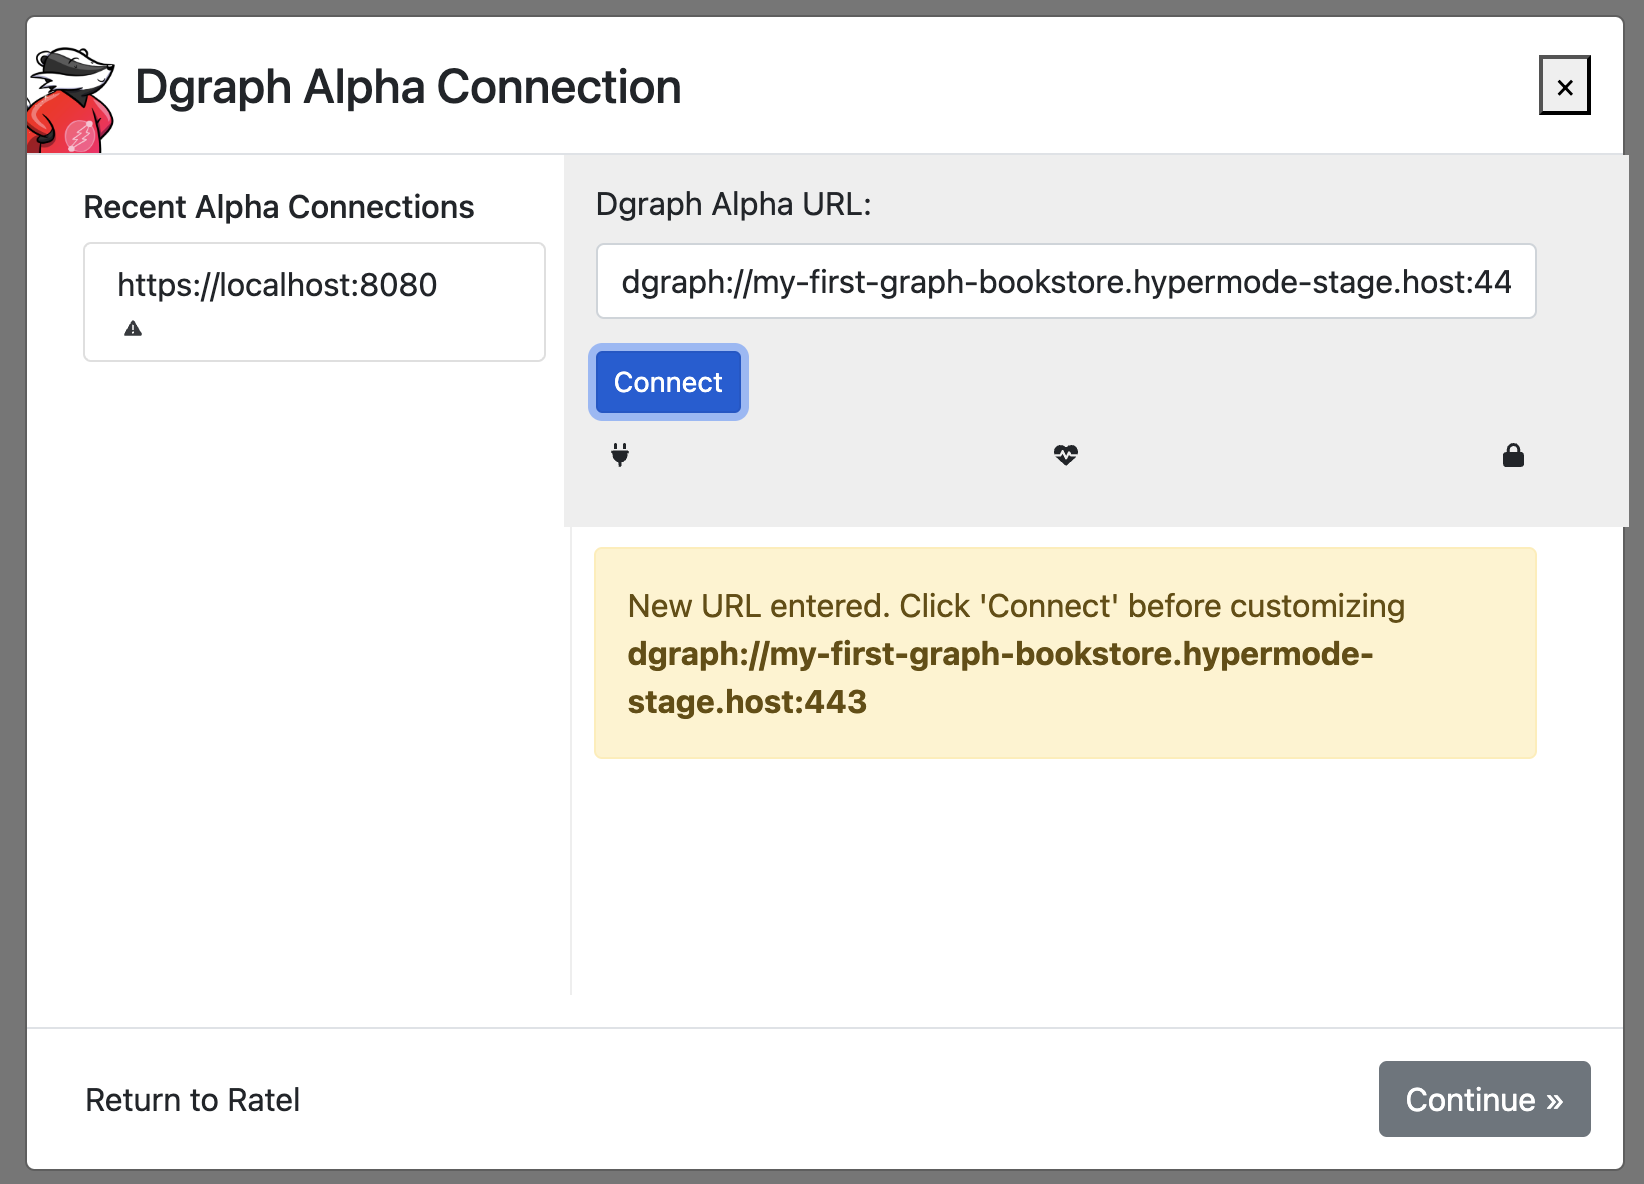 Dgraph Alpha Connection
×
Recent Alpha Connections
https://localhost:8080
Dgraph Alpha URL:
dgraph://my-first-graph-bookstore.hypermode-stage.host:44
Connect
New URL entered. Click 'Connect' before customizing
dgraph://my-first-graph-bookstore.hypermode-
stage.host:443
Return to Ratel
Continue »